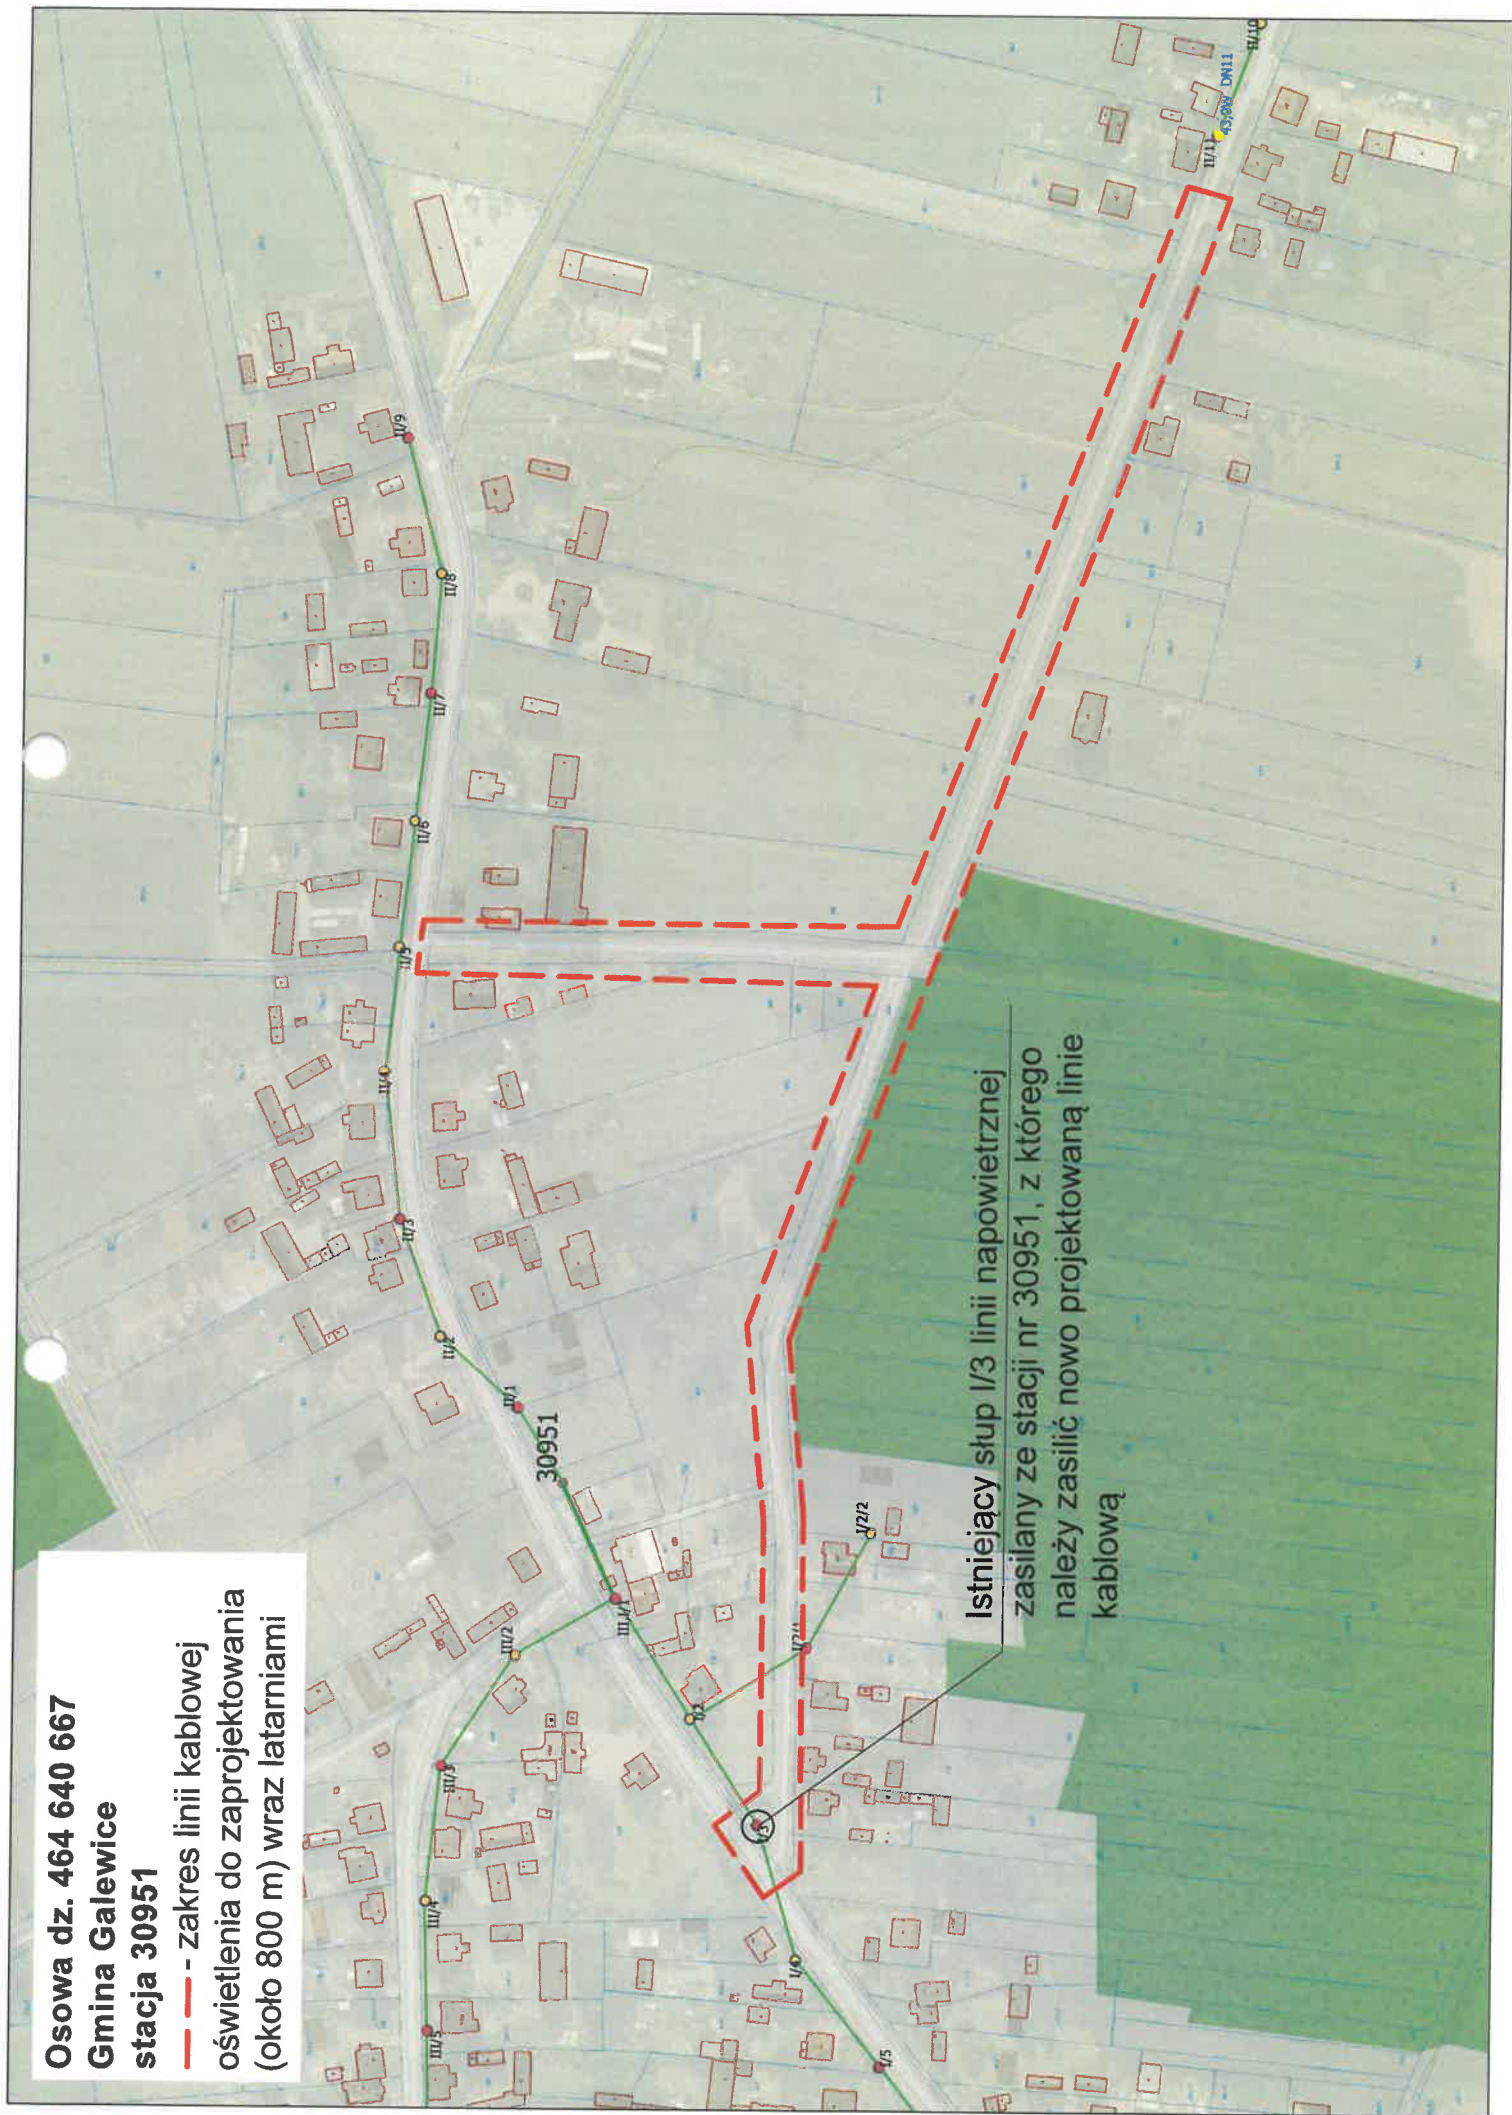 Osowa dz. 464 640 667
Gmina Galewice
stacja 30951
- zakres linii kablowej
oświetlenia do zaprojektowania
(około 800 m) wraz latarniami
III/5
III/4
III/3
III/2
III,I/1
30951
II/1
II/2
II/3
II/4
II/5
II/6
II/7
II/8
II/9
I/5
I/4
I/3
I/2
I/2/1
I/2/2
II/11
43,0W DN11
II/10
Istniejący słup I/3 linii napowietrznej
zasilany ze stacji nr 30951, z którego
należy zasilić nowo projektowaną linie
kablową